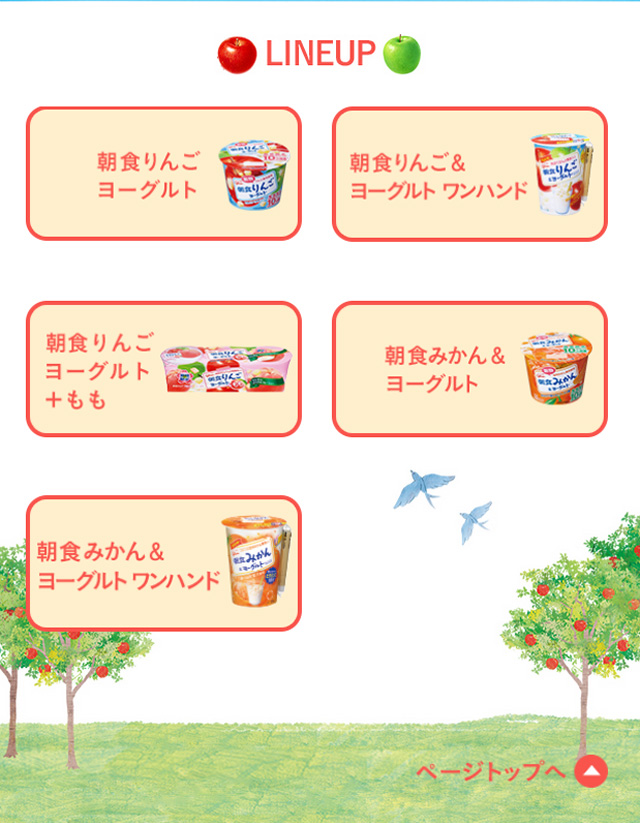 LINEUP
朝食りんご
ヨーグルト
朝食りんご&
ヨーグルト ワンハンド
朝食りんご
ヨーグルト
+もも
朝食みかん&
ヨーグルト
朝食みかん&
ヨーグルト ワンハンド
ページトップへ